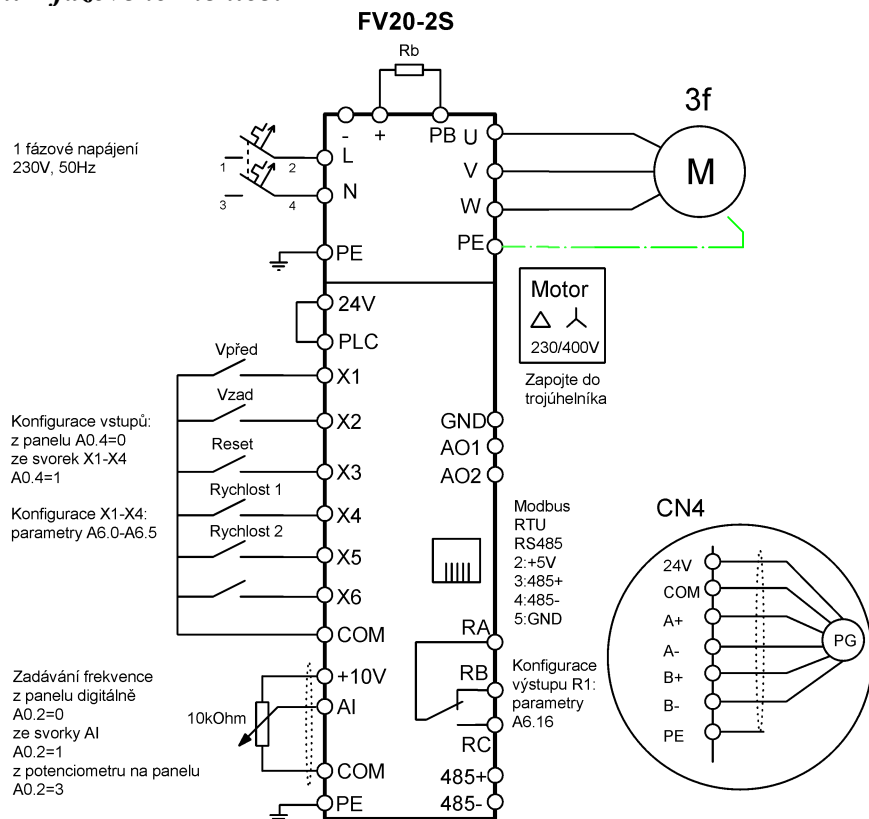 FV20-2S
Rb
3f
1 fázové napájení
230V, 50Hz
- + PB U
1 2 L
V M
3 4 N
W
PE PE
24V
Motor
230/400V
PLC
Zapojte do
trojúhelníka
Vpřed
X1
Vzad
X2
Konfigurace vstupů:
z panelu A0.4=0
ze svorek X1-X4
A0.4=1
Reset
X3
Konfigurace X1-X4:
parametry A6.0-A6.5
Rychlost 1
X4
Rychlost 2
X5
X6
COM
GND
AO1
AO2
Modbus
RTU
RS485
2:+5V
3:485+
4:485-
5:GND
CN4
24V
COM
A+
A-
B+
B-
PE
PG
RA
RB
RC
Konfigurace
výstupu R1:
parametry
A6.16
Zadávání frekvence
z panelu digitálně
A0.2=0
ze svorky AI
A0.2=1
z potenciometru na panelu
A0.2=3
10kOhm
+10V
AI
COM
PE
485+
485-